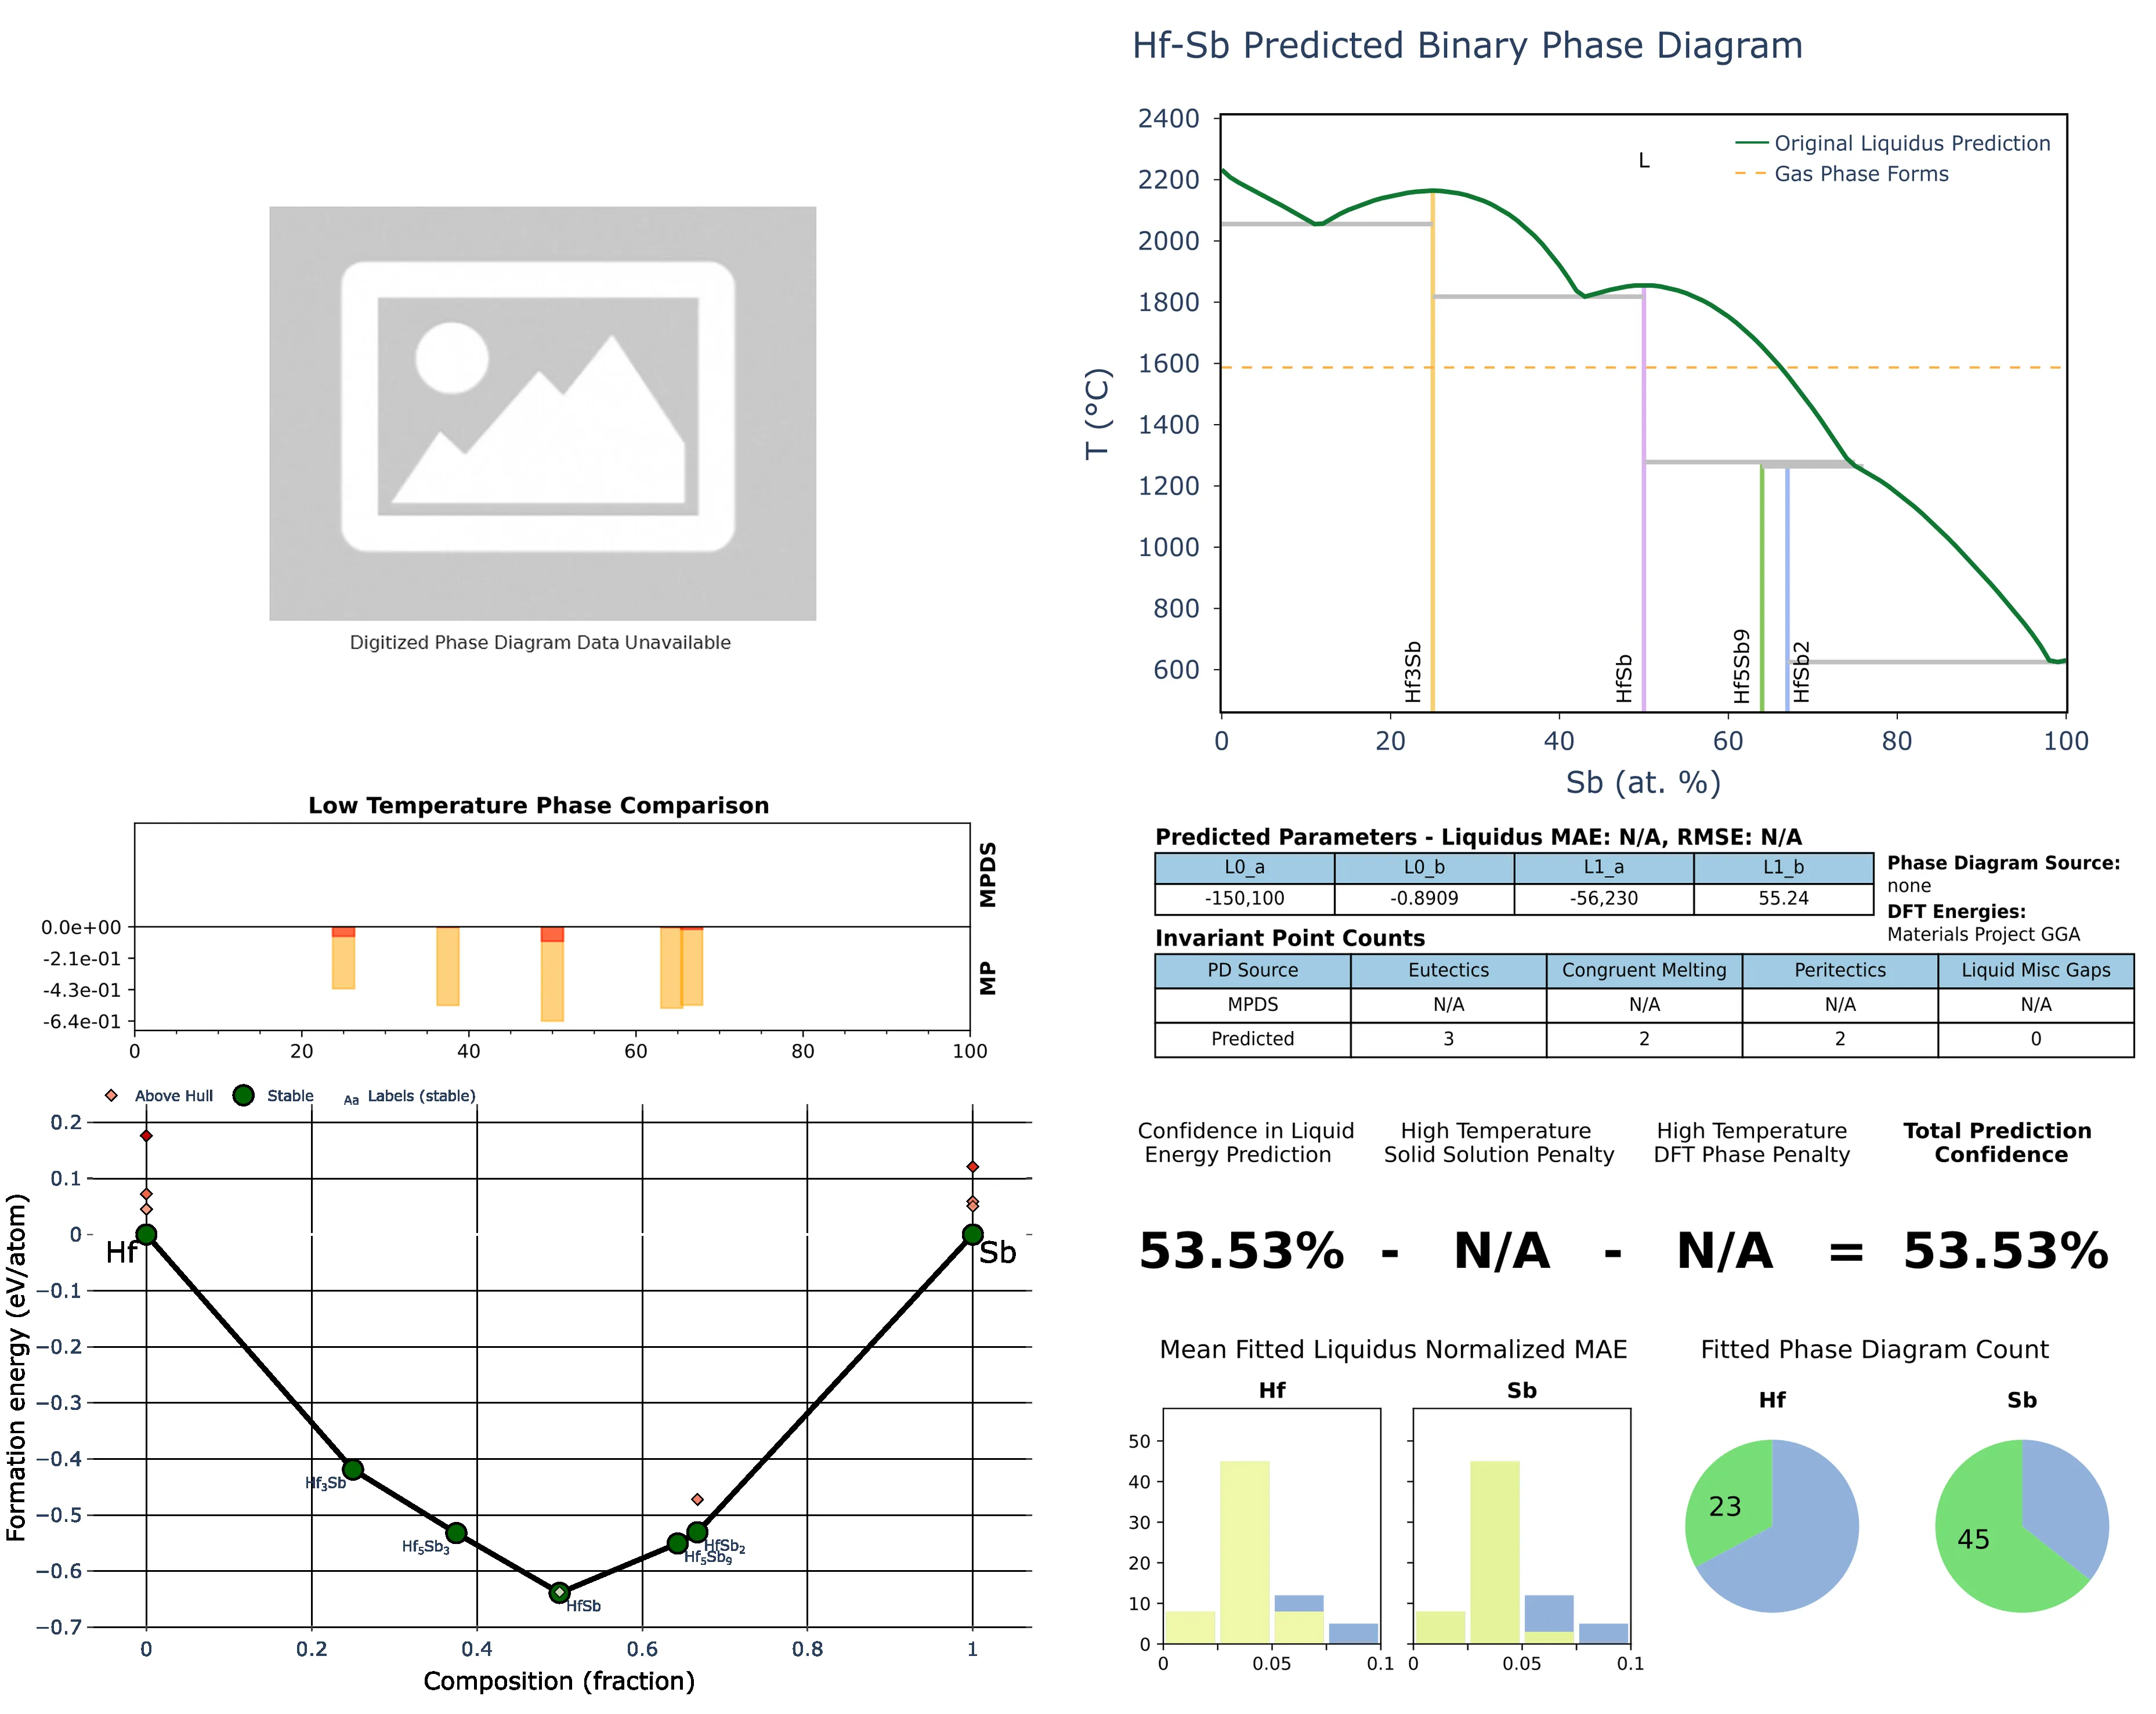 Digitized Phase Diagram Data Unavailable
Hf-Sb Predicted Binary Phase Diagram
2400
2200
2000
1800
1600
1400
1200
1000
800
600
T (°C)
L
Original Liquidus Prediction
Gas Phase Forms
Hf3Sb
HfSb
Hf5Sb9
HfSb2
0 20 40 60 80 100
Sb (at. %)
Low Temperature Phase Comparison
MPDS
MP
0.0e+00
-2.1e-01
-4.3e-01
-6.4e-01
0 20 40 60 80 100
Predicted Parameters - Liquidus MAE: N/A, RMSE: N/A
L0_a L0_b L1_a L1_b
-150,100 -0.8909 -56,230 55.24
Phase Diagram Source:
none
DFT Energies:
Materials Project GGA
Invariant Point Counts
PD Source Eutectics Congruent Melting Peritectics Liquid Misc Gaps
MPDS N/A N/A N/A N/A
Predicted 3 2 2 0
Above Hull Stable Aa Labels (stable)
0.2
0.1
0
−0.1
−0.2
−0.3
−0.4
−0.5
−0.6
−0.7
Formation energy (eV/atom)
Hf
Sb
Hf₃Sb
Hf₅Sb₃
HfSb
Hf₅Sb₉
HfSb₂
0 0.2 0.4 0.6 0.8 1
Composition (fraction)
Confidence in Liquid
Energy Prediction
High Temperature
Solid Solution Penalty
High Temperature
DFT Phase Penalty
Total Prediction
Confidence
53.53% - N/A - N/A = 53.53%
Mean Fitted Liquidus Normalized MAE
Hf
Sb
50
40
30
20
10
0
0 0.05 0.1
0 0.05 0.1
Fitted Phase Diagram Count
Hf
23
Sb
45